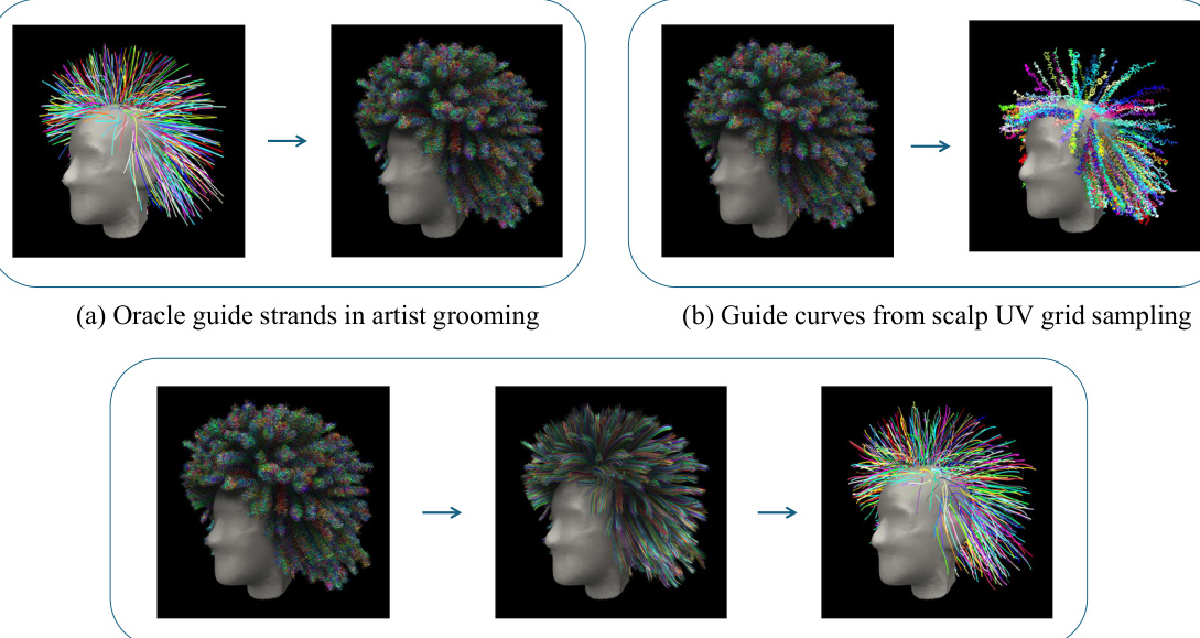 (a) Oracle guide strands in artist grooming
(b) Guide curves from scalp UV grid sampling